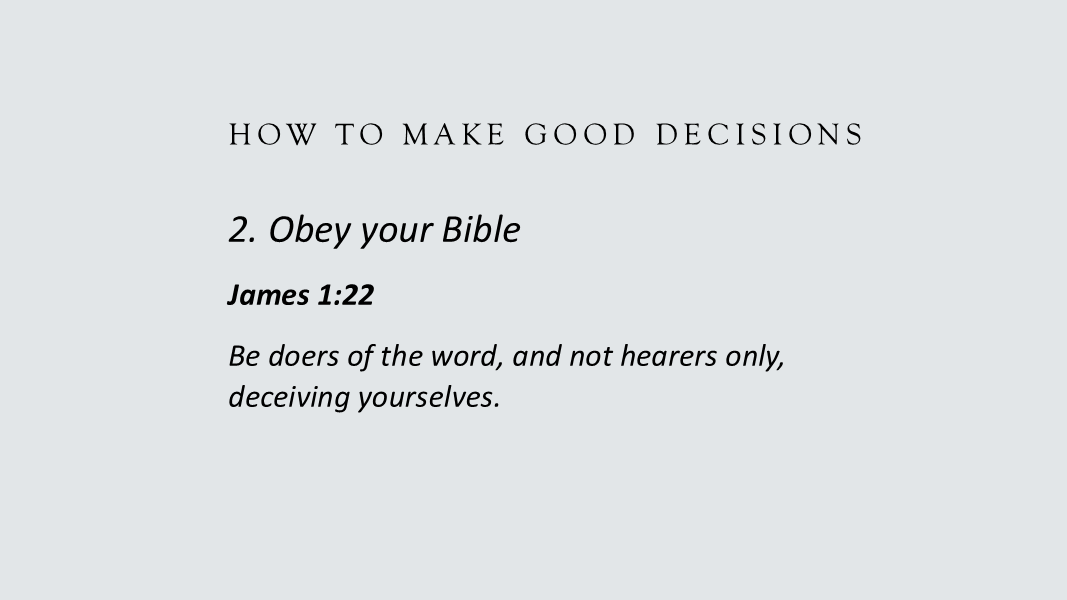 HOW TO MAKE GOOD DECISIONS
2. Obey your Bible
James 1:22
Be doers of the word, and not hearers only,
deceiving yourselves.